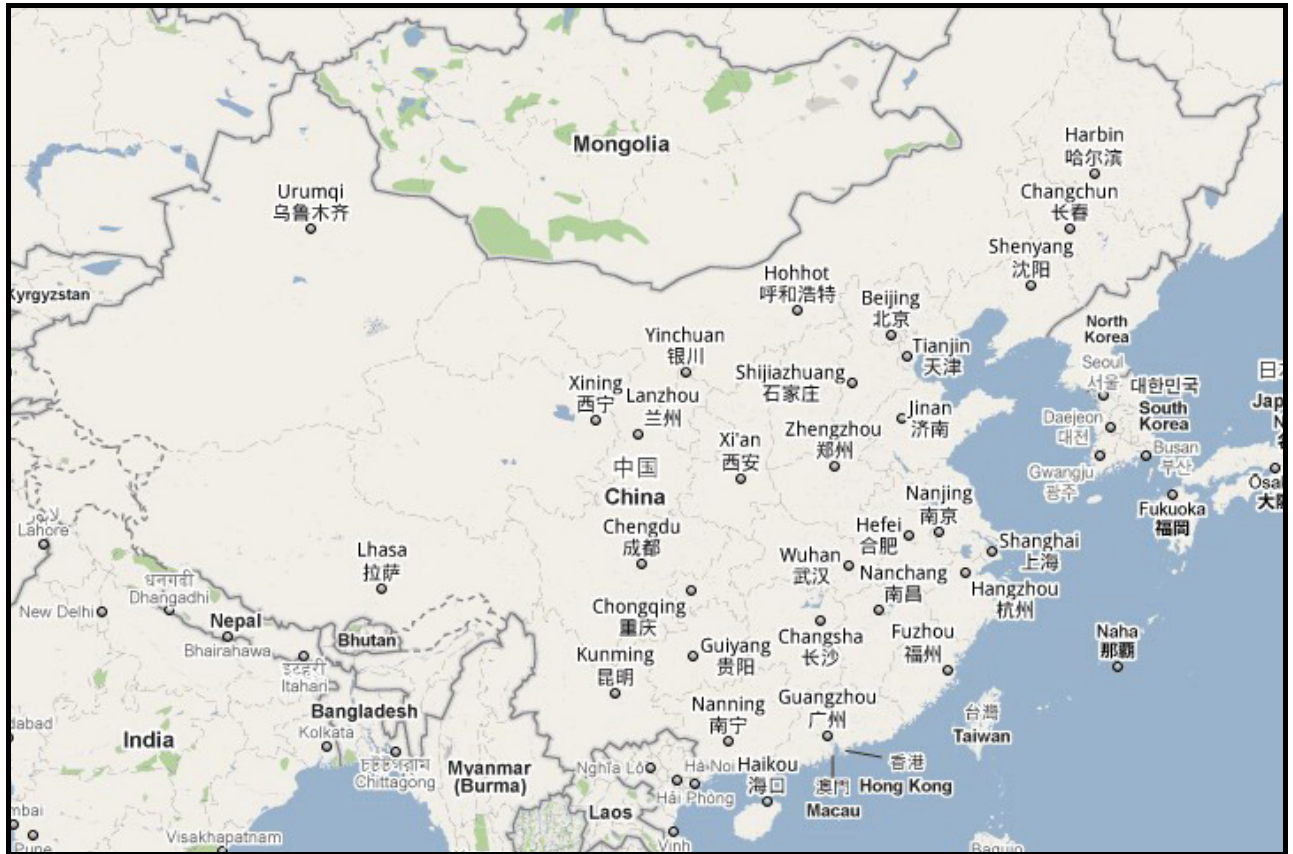 Mongolia
Harbin
哈尔滨
Changchun
长春
Urumqi
乌鲁木齐
Shenyang
沈阳
Hohhot
呼和浩特
Kyrgyzstan
Beijing
北京
North
Korea
Yinchuan
银川
Tianjin
天津
Seoul
서울
Shijiazhuang
石家庄
대한민국
South
Korea
Xining
西宁
Lanzhou
兰州
Jinan
济南
Daejeon
대전
Zhengzhou
郑州
Xi'an
西安
Busan
부산
中国
China
Gwangju
광주
Nanjing
南京
Fukuoka
福岡
Lahore
Chengdu
成都
Hefei
合肥
Shanghai
上海
Lhasa
拉萨
Wuhan
武汉
Nanchang
南昌
धनगढी
Dhangadhi
Hangzhou
杭州
New Delhi
Chongqing
重庆
Nepal
Bhutan
Changsha
长沙
Fuzhou
福州
Naha
那覇
Bhairahawa
Guiyang
贵阳
Kunming
昆明
इटहरी
Itahari
Guangzhou
广州
Nanning
南宁
Bangladesh
台灣
Taiwan
Kolkata
India
Chittagong
Myanmar
(Burma)
Nghĩa Lộ
Hà Nội
Haikou
海口
香港
Hong Kong
澳門
Macau
Hải Phòng
Laos
Visakhapatnam
Pune
Vinh
Baguio